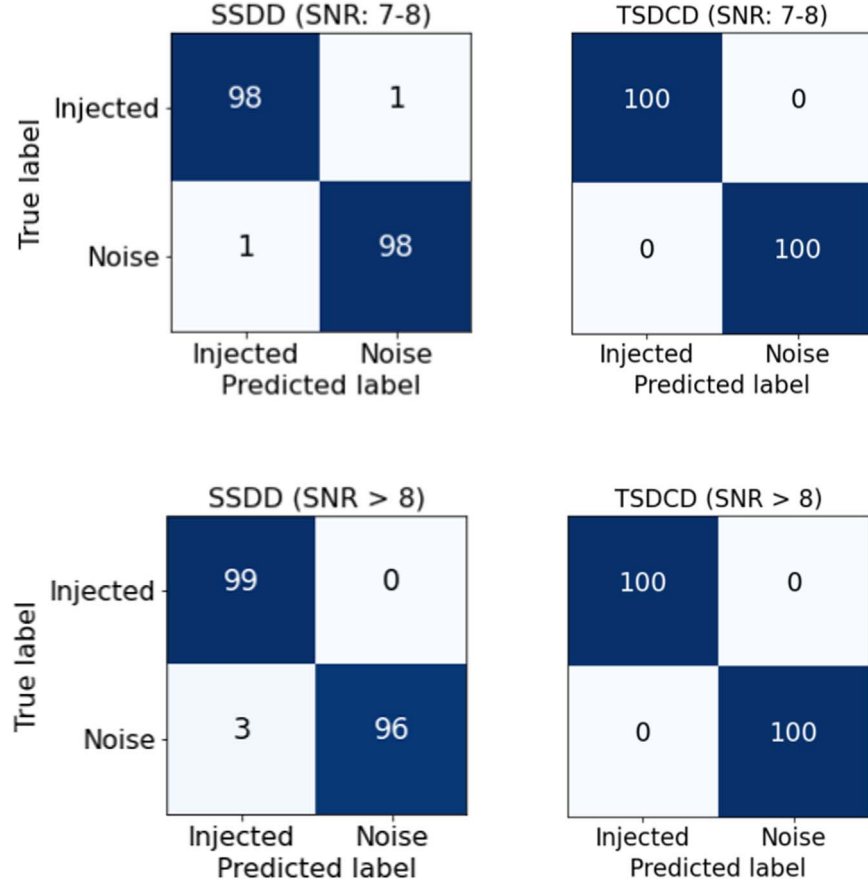 SSDD (SNR: 7-8)
True label
Injected
98
1
Noise
1
98
Injected Noise
Predicted label
TSDCD (SNR: 7-8)
100
0
0
100
Injected Noise
Predicted label
SSDD (SNR > 8)
True label
Injected
99
0
Noise
3
96
Injected Noise
Predicted label
TSDCD (SNR > 8)
100
0
0
100
Injected Noise
Predicted label